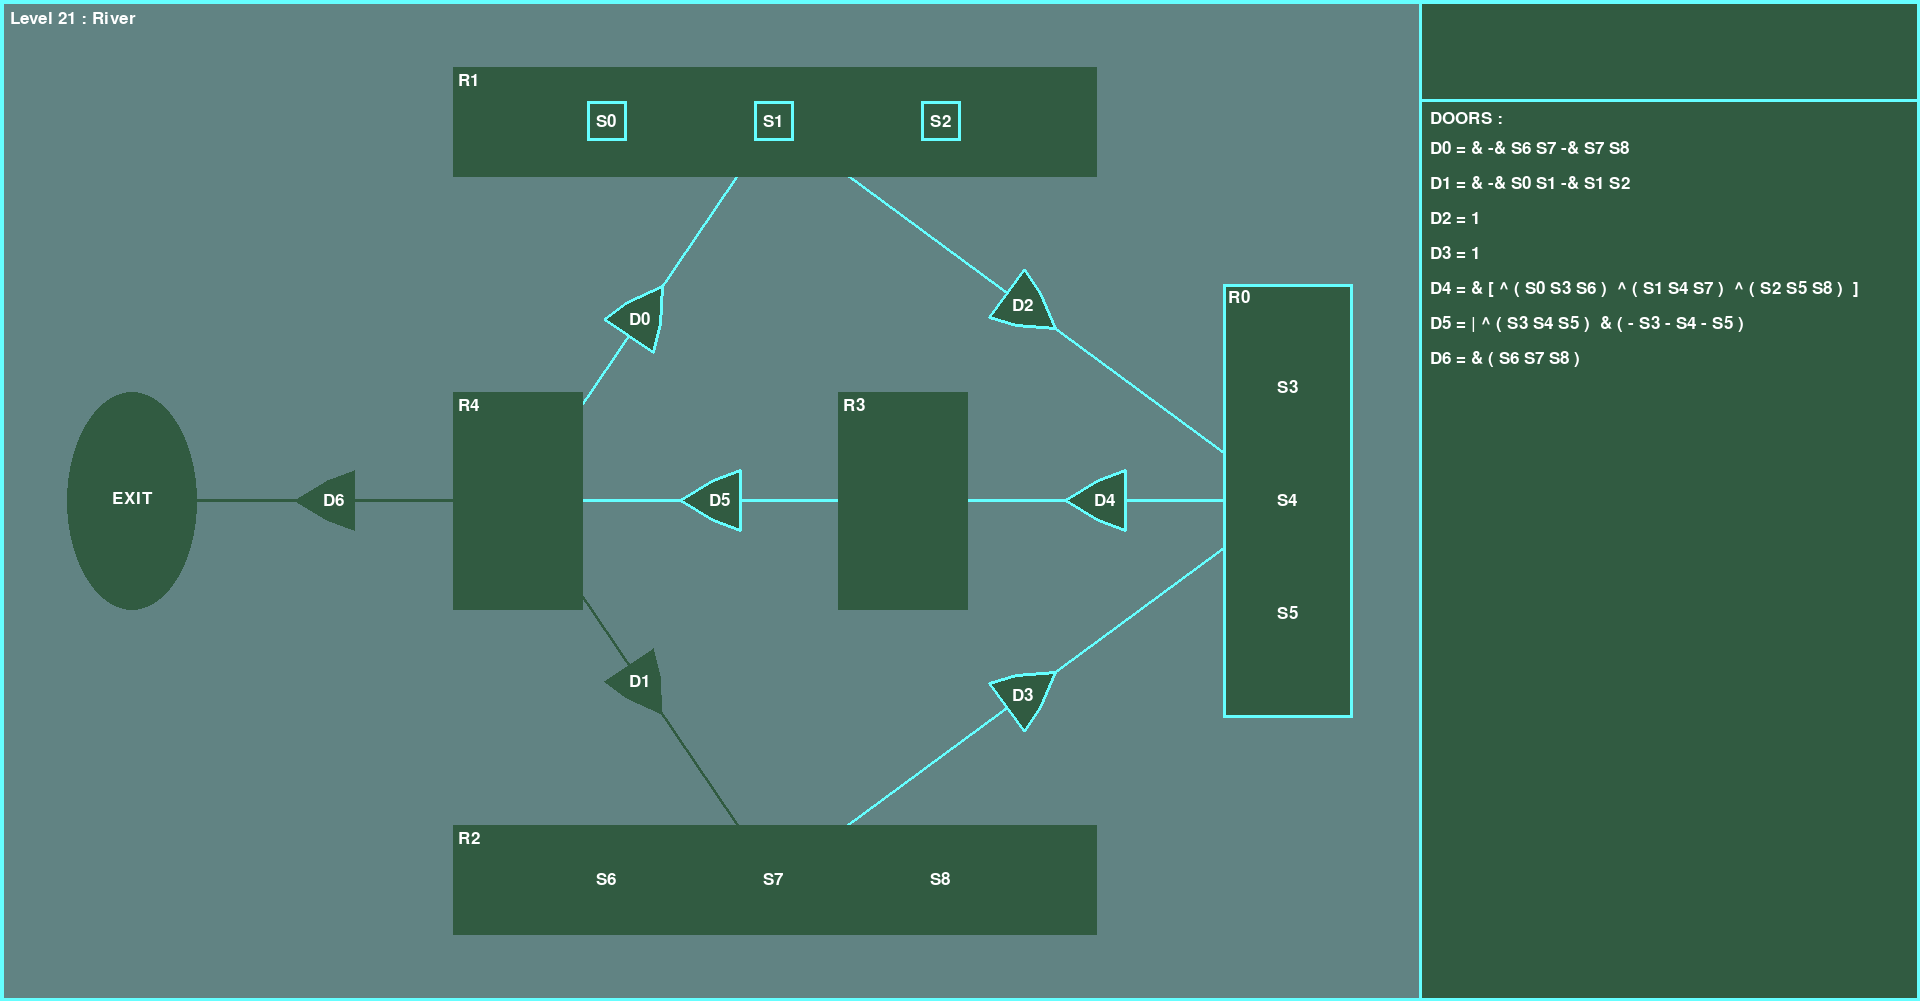 Level 21 : River
R1
S0 S1 S2
D0
D2
R0
S3
S4
S5
R4
R3
EXIT
D6
D5
D4
D1
D3
R2
S6 S7 S8
DOORS :
D0 = & -& S6 S7 -& S7 S8
D1 = & -& S0 S1 -& S1 S2
D2 = 1
D3 = 1
D4 = & [ ^ ( S0 S3 S6 ) ^ ( S1 S4 S7 ) ^ ( S2 S5 S8 ) ]
D5 = | ^ ( S3 S4 S5 ) & ( - S3 - S4 - S5 )
D6 = & ( S6 S7 S8 )